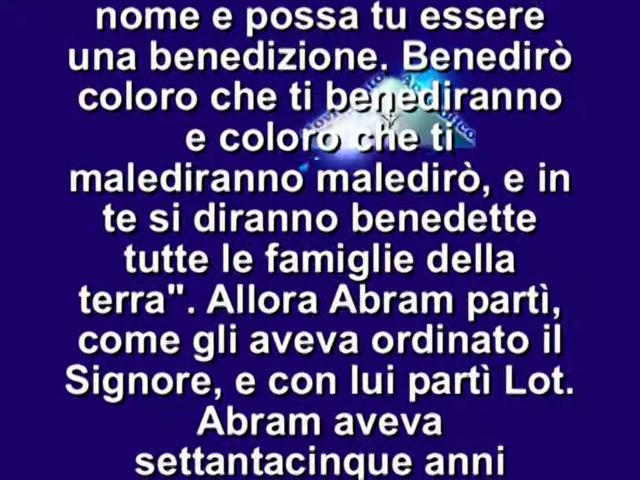 nome e possa tu essere
una benedizione. Benedirò
coloro che ti benediranno
e coloro che ti
malediranno maledirò, e in
te si diranno benedette
tutte le famiglie della
terra". Allora Abram partì,
come gli aveva ordinato il
Signore, e con lui partì Lot.
Abram aveva
settantacinque anni